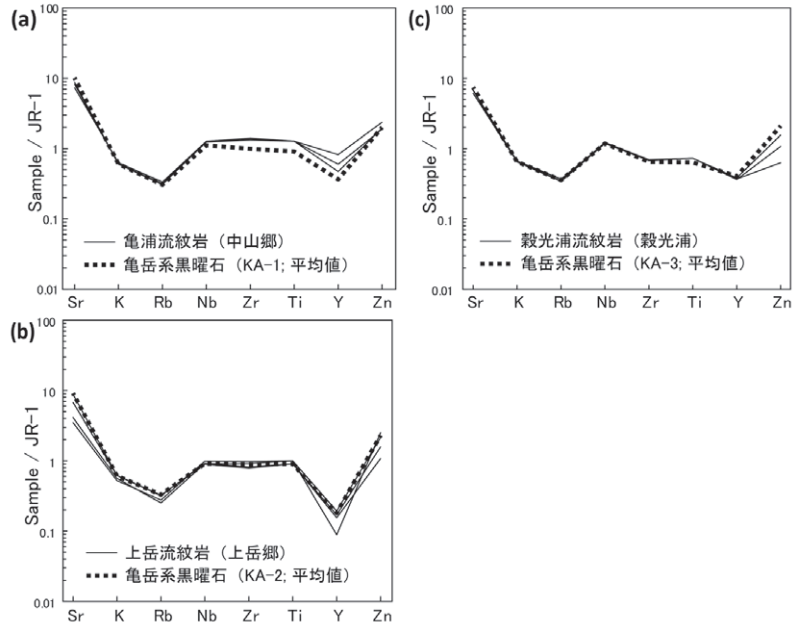 (a)
100
10
1
0.1
0.01
Sample / JR-1
亀浦流紋岩（中山郷）
亀岳系黒曜石（KA-1; 平均値）
Sr K Rb Nb Zr Ti Y Zn
(b)
100
10
1
0.1
0.01
Sample / JR-1
上岳流紋岩（上岳郷）
亀岳系黒曜石（KA-2; 平均値）
Sr K Rb Nb Zr Ti Y Zn
(c)
100
10
1
0.1
0.01
Sample / JR-1
穀光浦流紋岩（穀光浦）
亀岳系黒曜石（KA-3; 平均値）
Sr K Rb Nb Zr Ti Y Zn